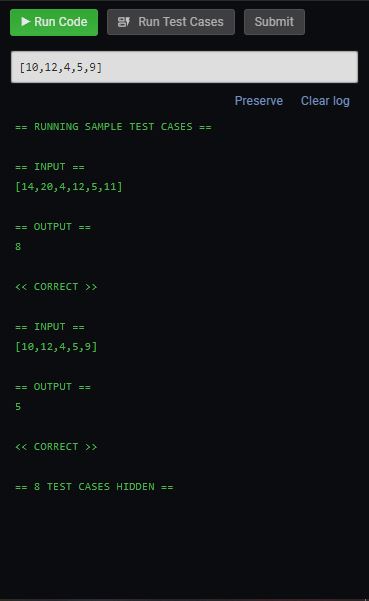 Run Code Run Test Cases Submit
[10,12,4,5,9]
Preserve Clear log
== RUNNING SAMPLE TEST CASES ==
== INPUT ==
[14,20,4,12,5,11]
== OUTPUT ==
8
<< CORRECT >>
== INPUT ==
[10,12,4,5,9]
== OUTPUT ==
5
<< CORRECT >>
== 8 TEST CASES HIDDEN ==